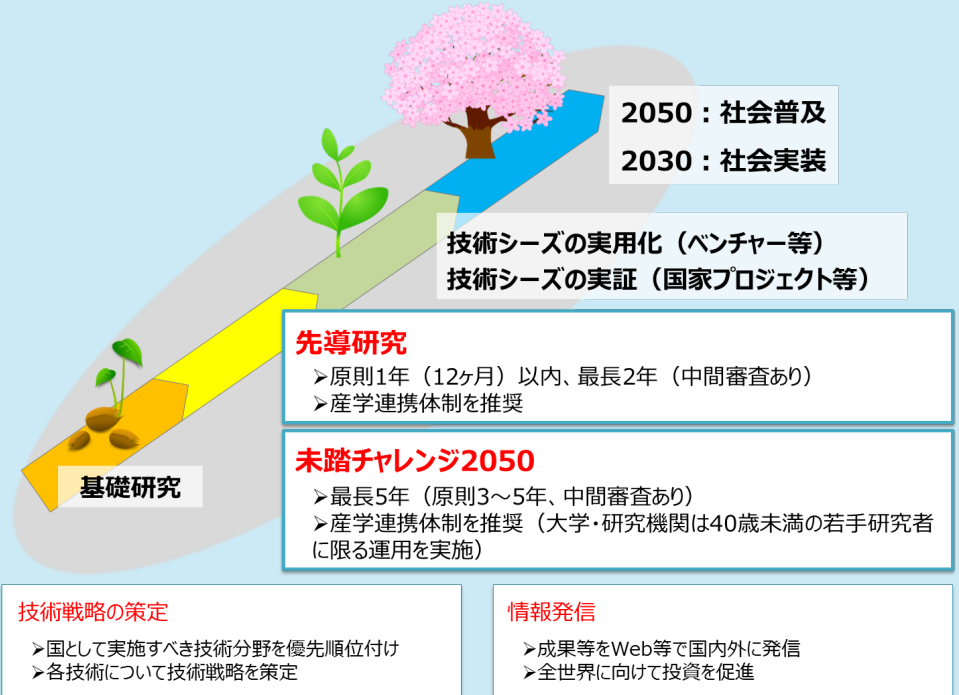 2050：社会普及
2030：社会実装
技術シーズの実用化（ベンチャー等）
技術シーズの実証（国家プロジェクト等）
先導研究
➢原則1年（12ヶ月）以内、最長2年（中間審査あり）
➢産学連携体制を推奨
未踏チャレンジ2050
➢最長5年（原則3～5年、中間審査あり）
➢産学連携体制を推奨（大学・研究機関は40歳未満の若手研究者
に限る運用を実施）
基礎研究
技術戦略の策定
➢国として実施すべき技術分野を優先順位付け
➢各技術について技術戦略を策定
情報発信
➢成果等をWeb等で国内外に発信
➢全世界に向けて投資を促進